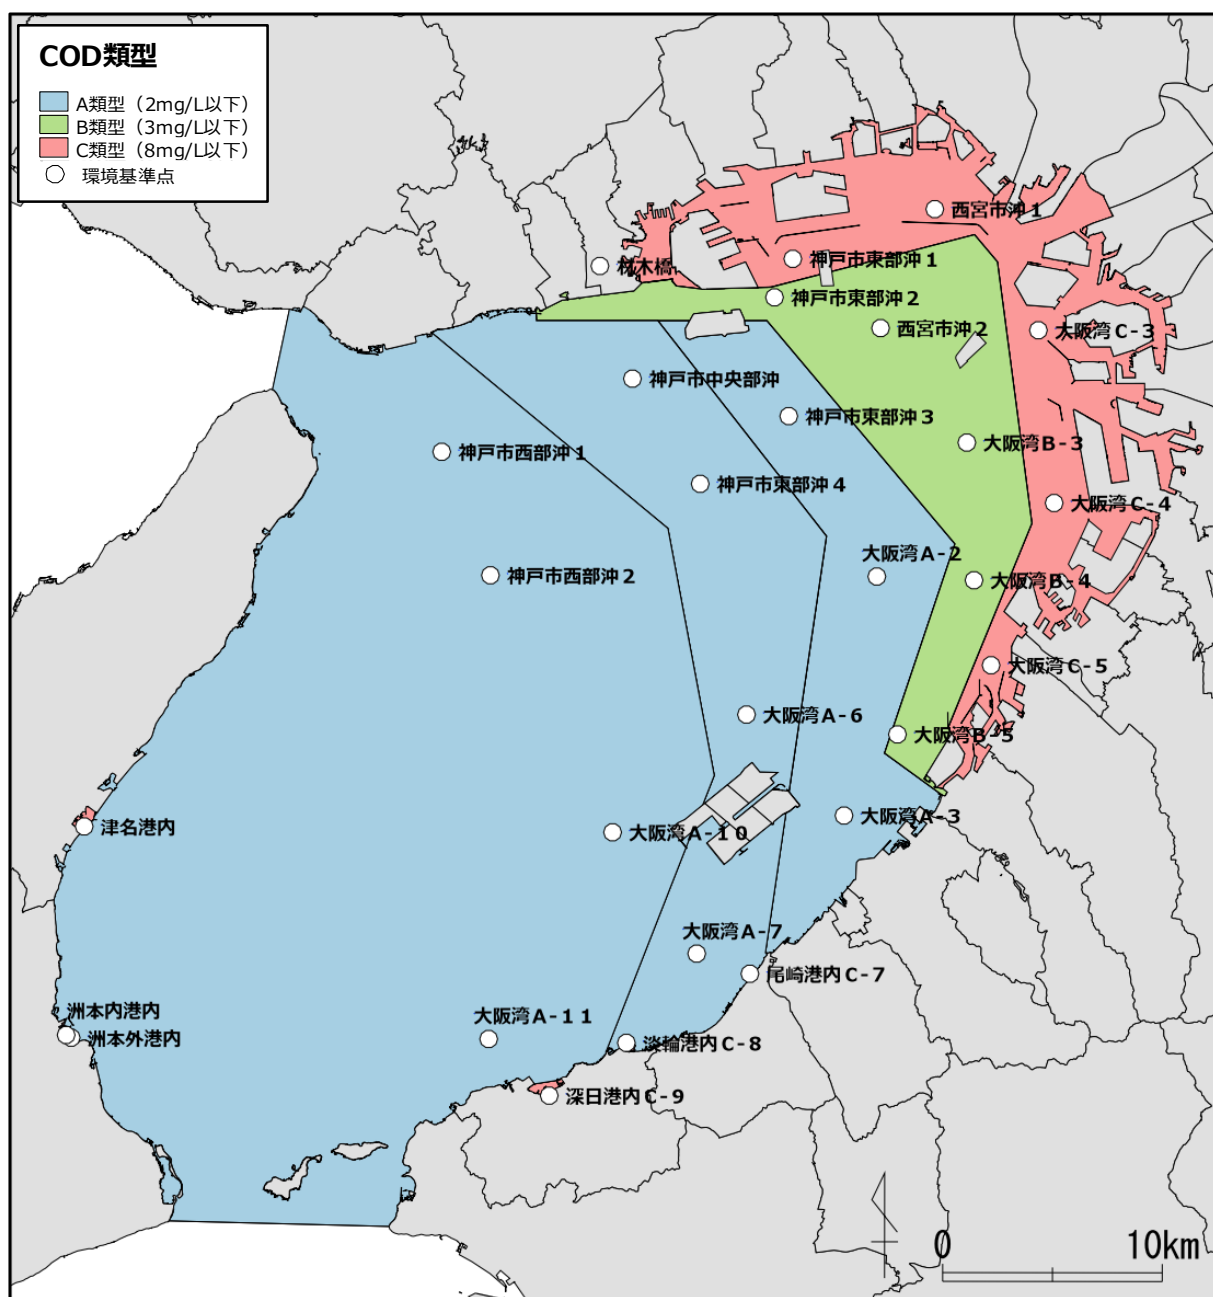 COD類型
A類型（2mg/L以下）
B類型（3mg/L以下）
C類型（8mg/L以下）
環境基準点
西宮市沖１
材木橋
神戸市東部沖１
神戸市東部沖２
西宮市沖２
大阪湾Ｃ-３
神戸市中央部沖
神戸市東部沖３
大阪湾Ｂ-３
神戸市西部沖１
神戸市東部沖４
大阪湾Ｃ-４
大阪湾Ａ-２
神戸市西部沖２
大阪湾Ｂ-４
大阪湾Ｃ-５
大阪湾Ａ-６
大阪湾Ｂ-５
津名港内
大阪湾Ａ-１０
大阪湾Ａ-３
大阪湾Ａ-７
尾崎港内Ｃ-７
洲本内港内
洲本外港内
大阪湾Ａ-１１
淡輪港内Ｃ-８
深日港内Ｃ-９
0 10km